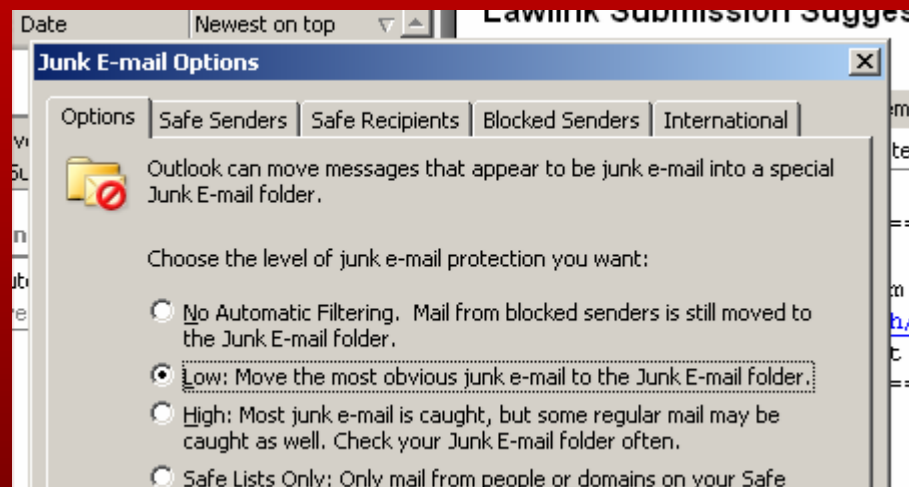 Date Newest on top Lawlink Submission
Junk E-mail Options
Options Safe Senders Safe Recipients Blocked Senders International
Outlook can move messages that appear to be junk e-mail into a special
Junk E-mail folder.
Choose the level of junk e-mail protection you want:
No Automatic Filtering. Mail from blocked senders is still moved to
the Junk E-mail folder.
Low: Move the most obvious junk e-mail to the Junk E-mail folder.
High: Most junk e-mail is caught, but some regular mail may be
caught as well. Check your Junk E-mail folder often.
Safe Lists Only: Only mail from people or domains on your Safe